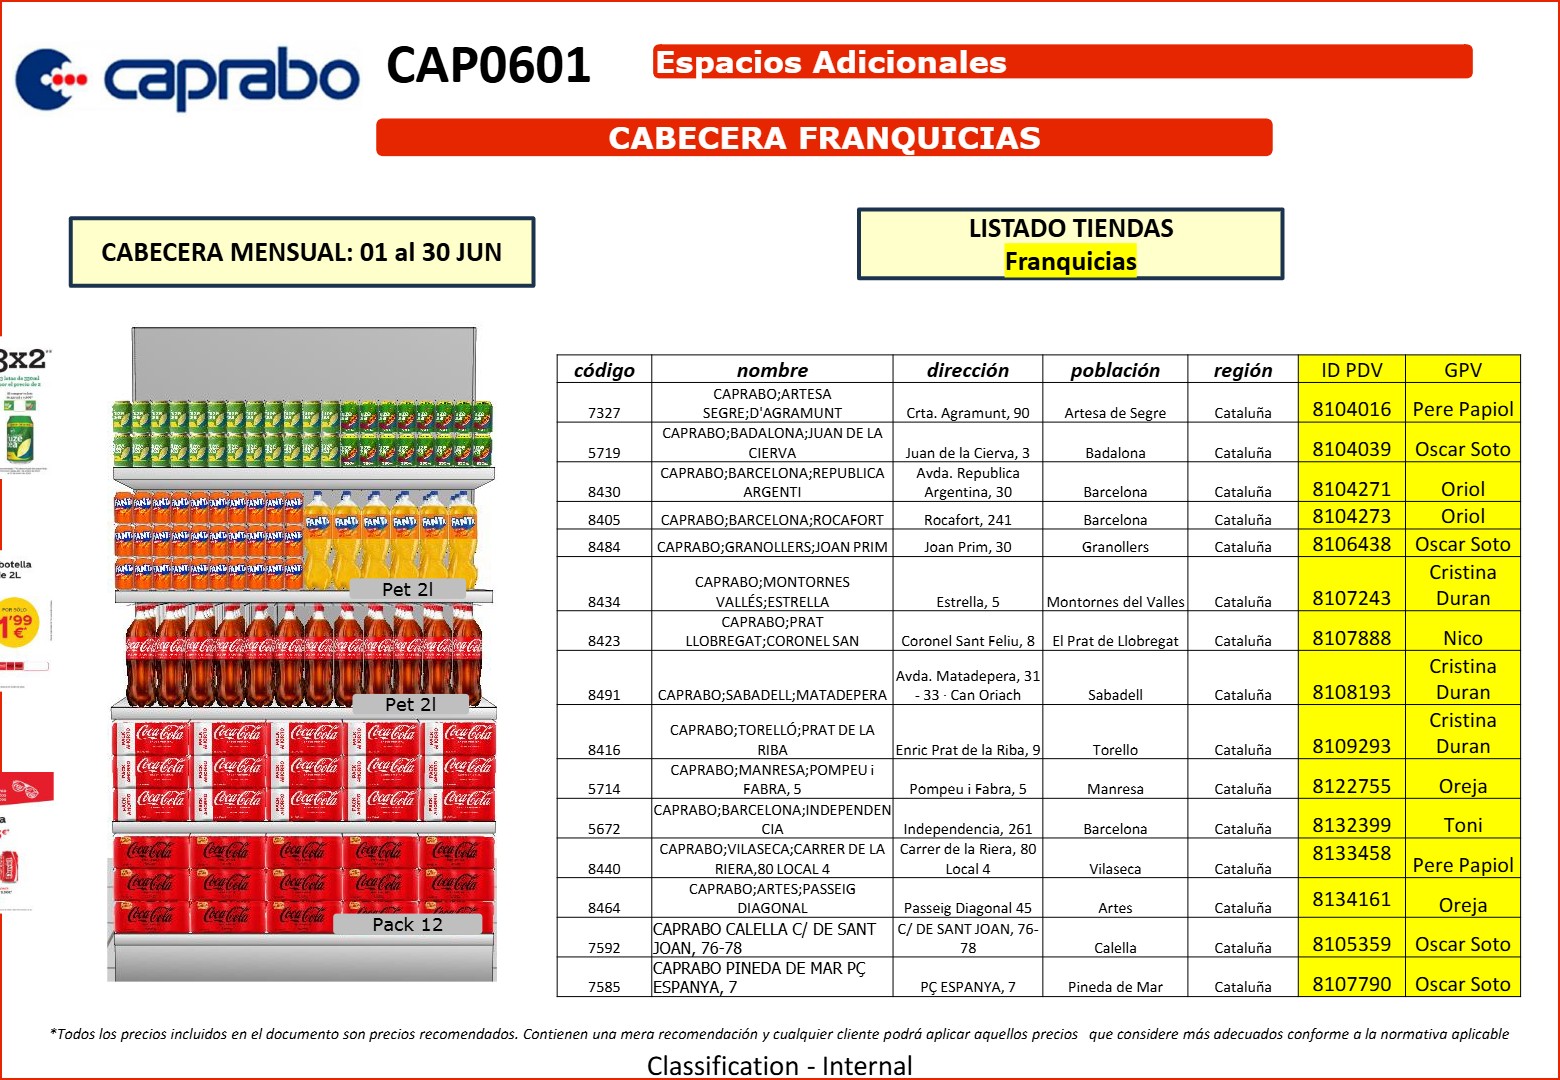 caprabo
CAP0601
Espacios Adicionales
CABECERA FRANQUICIAS
CABECERA MENSUAL: 01 al 30 JUN
LISTADO TIENDAS
Franquicias
3x2
botella
de 2L
POR SÓLO
1'99
€
Pet 2l
Pet 2l
Pack 12
FANTA
Coca-Cola
PACK AHORRO
código nombre dirección población región ID PDV GPV
CAPRABO;ARTESA
7327 SEGRE;D'AGRAMUNT Crta. Agramunt, 90 Artesa de Segre Cataluña 8104016 Pere Papiol
CAPRABO;BADALONA;JUAN DE LA
5719 CIERVA Juan de la Cierva, 3 Badalona Cataluña 8104039 Oscar Soto
CAPRABO;BARCELONA;REPUBLICA Avda. Republica
8430 ARGENTI Argentina, 30 Barcelona Cataluña 8104271 Oriol
8405 CAPRABO;BARCELONA;ROCAFORT Rocafort, 241 Barcelona Cataluña 8104273 Oriol
8484 CAPRABO;GRANOLLERS;JOAN PRIM Joan Prim, 30 Granollers Cataluña 8106438 Oscar Soto
CAPRABO;MONTORNES Cristina
8434 VALLÉS;ESTRELLA Estrella, 5 Montornes del Valles Cataluña 8107243 Duran
CAPRABO;PRAT
8423 LLOBREGAT;CORONEL SAN Coronel Sant Feliu, 8 El Prat de Llobregat Cataluña 8107888 Nico
Avda. Matadepera, 31 Cristina
8491 CAPRABO;SABADELL;MATADEPERA - 33 · Can Oriach Sabadell Cataluña 8108193 Duran
CAPRABO;TORELLÓ;PRAT DE LA Cristina
8416 RIBA Enric Prat de la Riba, 9 Torello Cataluña 8109293 Duran
CAPRABO;MANRESA;POMPEU i
5714 FABRA, 5 Pompeu i Fabra, 5 Manresa Cataluña 8122755 Oreja
CAPRABO;BARCELONA;INDEPENDEN
5672 CIA Independencia, 261 Barcelona Cataluña 8132399 Toni
CAPRABO;VILASECA;CARRER DE LA Carrer de la Riera, 80
8440 RIERA,80 LOCAL 4 Local 4 Vilaseca Cataluña 8133458 Pere Papiol
CAPRABO;ARTES;PASSEIG
8464 DIAGONAL Passeig Diagonal 45 Artes Cataluña 8134161 Oreja
CAPRABO CALELLA C/ DE SANT C/ DE SANT JOAN, 76-
7592 JOAN, 76-78 78 Calella Cataluña 8105359 Oscar Soto
CAPRABO PINEDA DE MAR PÇ
7585 ESPANYA, 7 PÇ ESPANYA, 7 Pineda de Mar Cataluña 8107790 Oscar Soto
*Todos los precios incluidos en el documento son precios recomendados. Contienen una mera recomendación y cualquier cliente podrá aplicar aquellos precios que considere más adecuados conforme a la normativa aplicable
Classification - Internal